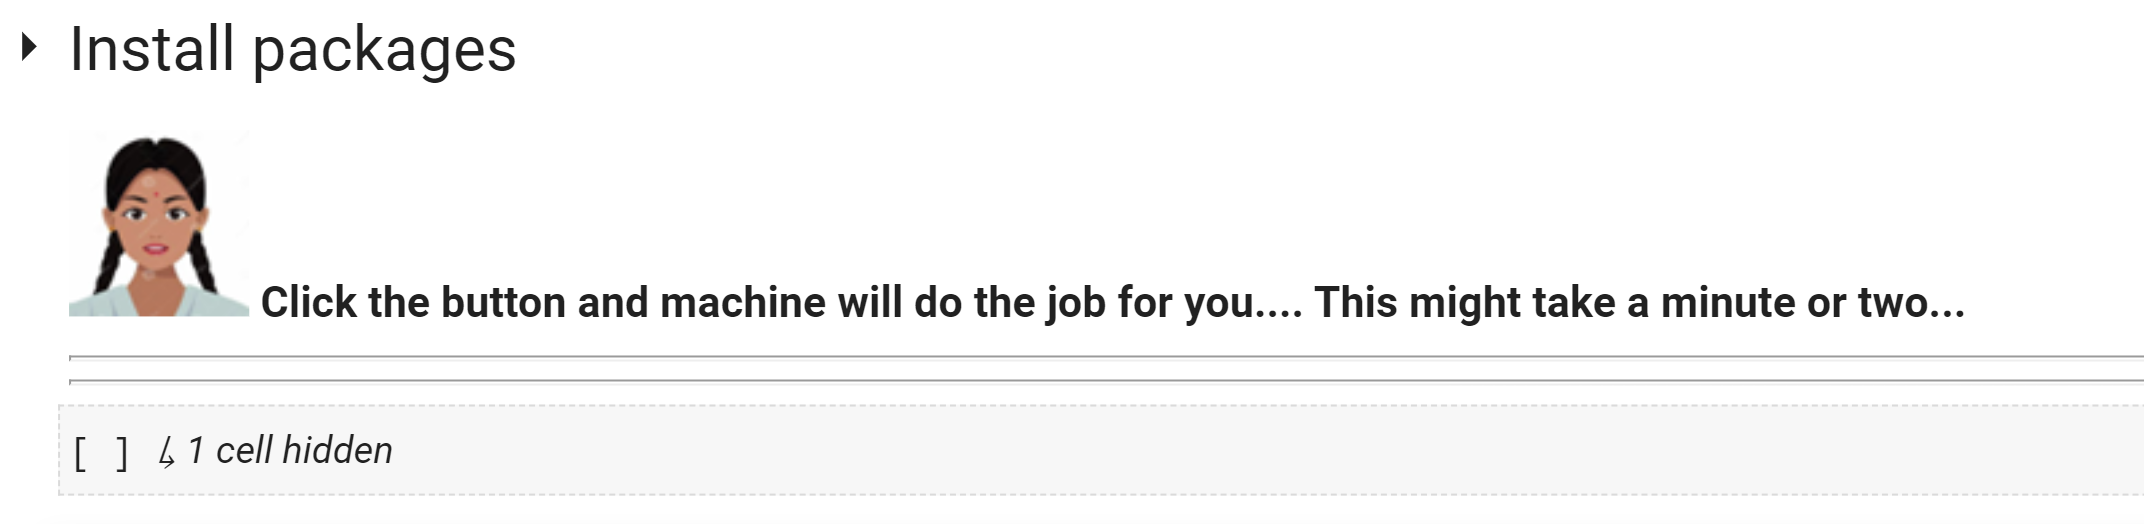 Install packages
Click the button and machine will do the job for you.... This might take a minute or two...
[ ] ↳ 1 cell hidden